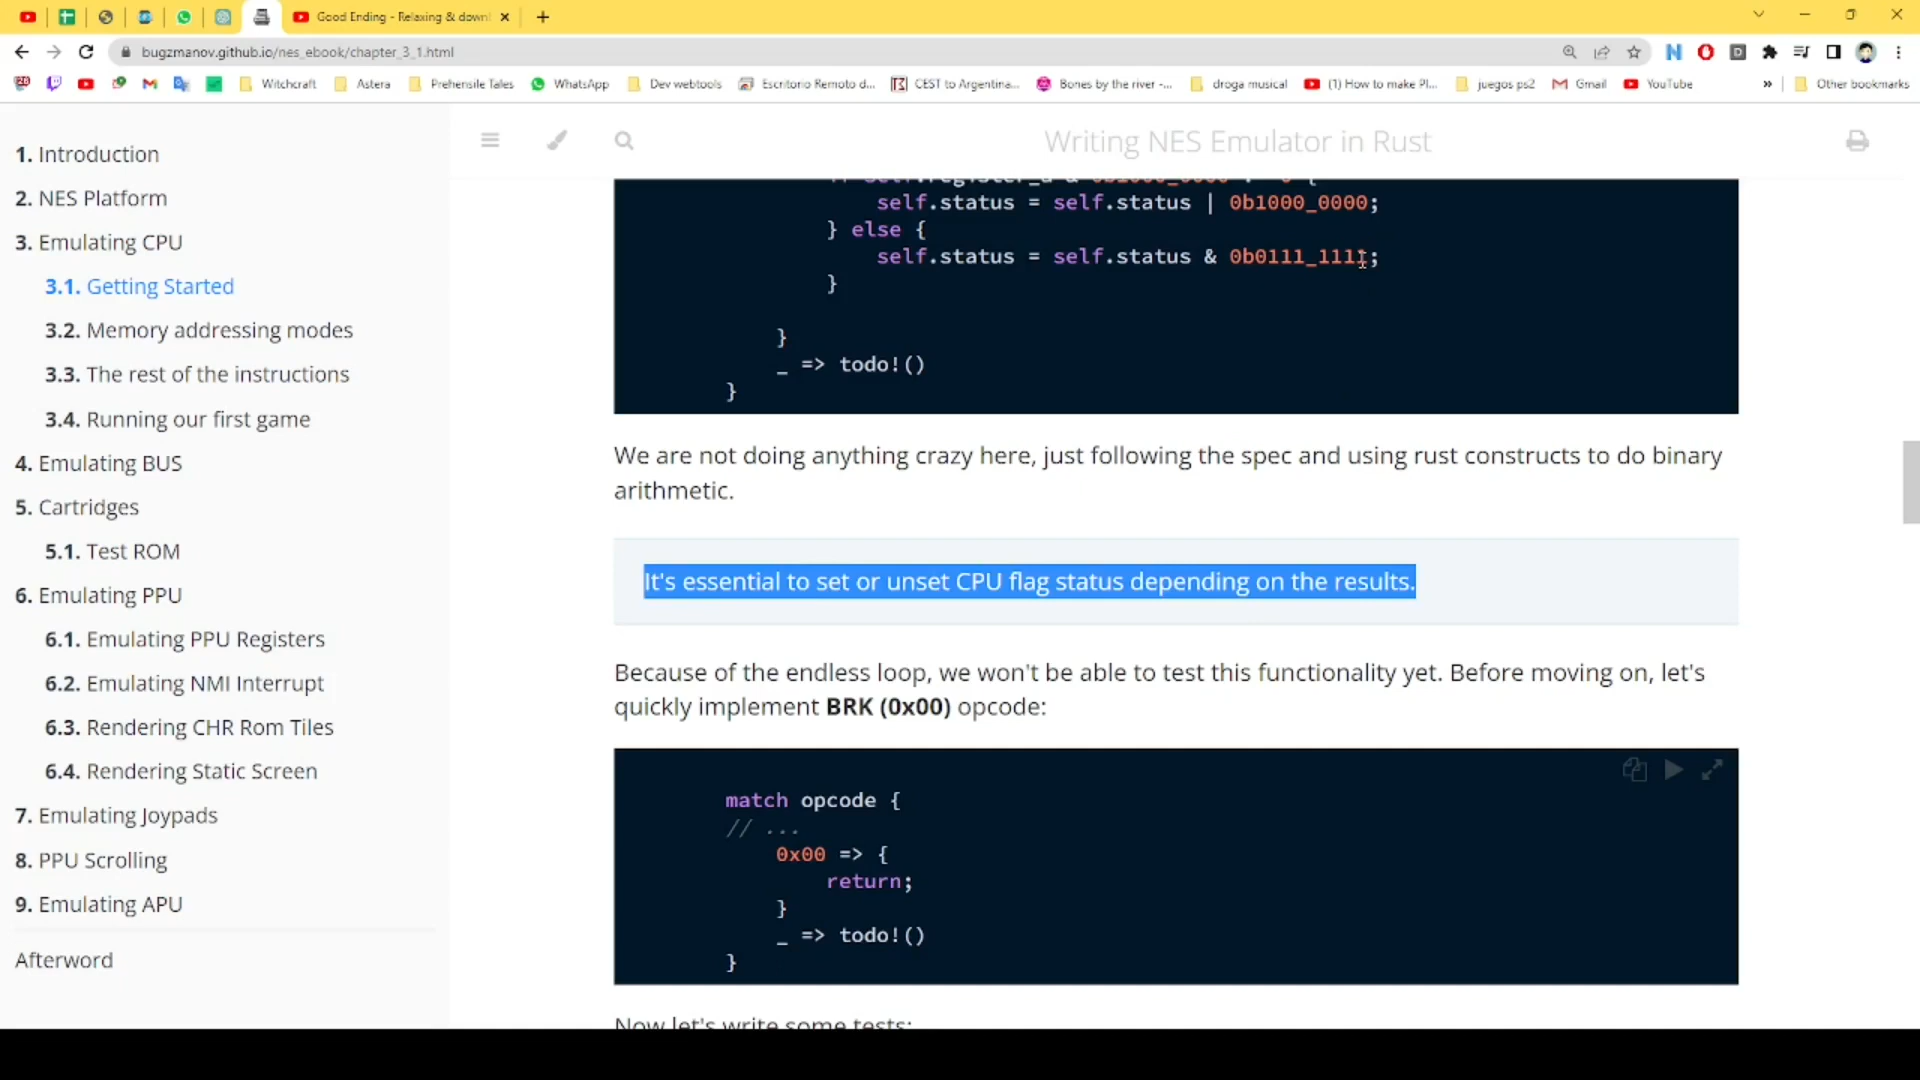 Good Ending - Relaxing & down
bugzmanov.github.io/nes_ebook/chapter_3_1.html
Witchcraft Astera Prehensile Tales WhatsApp Dev webtools Escritorio Remoto d... CEST to Argentina... Bones by the river -... droga musical (1) How to make Pl... juegos ps2 Gmail YouTube » Other bookmarks
Writing NES Emulator in Rust
1. Introduction
2. NES Platform
3. Emulating CPU
3.1. Getting Started
3.2. Memory addressing modes
3.3. The rest of the instructions
3.4. Running our first game
4. Emulating BUS
5. Cartridges
5.1. Test ROM
6. Emulating PPU
6.1. Emulating PPU Registers
6.2. Emulating NMI Interrupt
6.3. Rendering CHR Rom Tiles
6.4. Rendering Static Screen
7. Emulating Joypads
8. PPU Scrolling
9. Emulating APU
Afterword
self.status = self.status | 0b1000_0000;
} else {
self.status = self.status & 0b0111_1111;
}
}
_ => todo!()
}
We are not doing anything crazy here, just following the spec and using rust constructs to do binary
arithmetic.
It's essential to set or unset CPU flag status depending on the results.
Because of the endless loop, we won't be able to test this functionality yet. Before moving on, let's
quickly implement BRK (0x00) opcode:
match opcode {
// ...
0x00 => {
return;
}
_ => todo!()
}
Now let's write some tests: